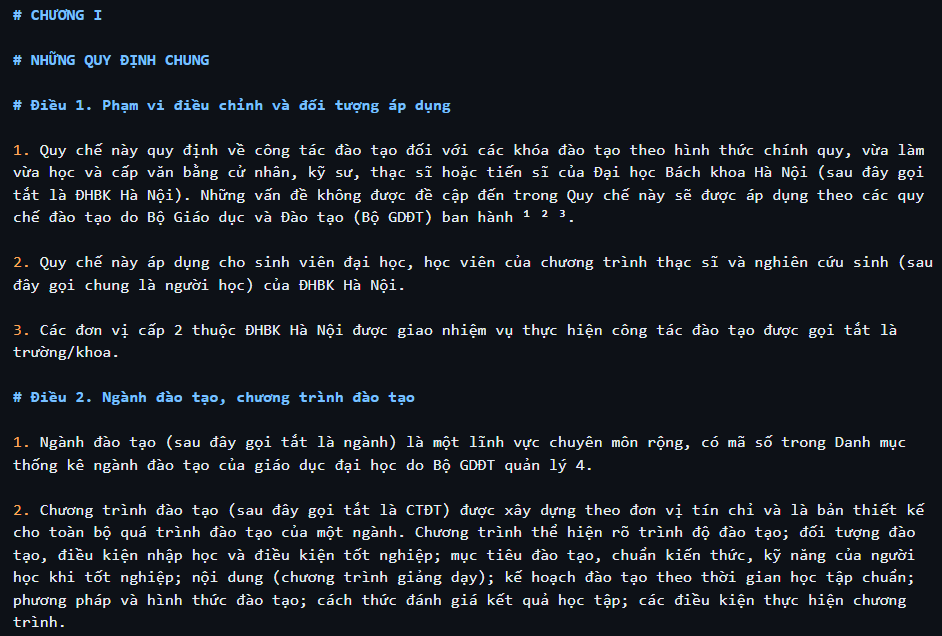 # CHƯƠNG I
# NHỮNG QUY ĐỊNH CHUNG
# Điều 1. Phạm vi điều chỉnh và đối tượng áp dụng
1. Quy chế này quy định về công tác đào tạo đối với các khóa đào tạo theo hình thức chính quy, vừa làm
vừa học và cấp văn bằng cử nhân, kỹ sư, thạc sĩ hoặc tiến sĩ của Đại học Bách khoa Hà Nội (sau đây gọi
tắt là ĐHBK Hà Nội). Những vấn đề không được đề cập đến trong Quy chế này sẽ được áp dụng theo các quy
chế đào tạo do Bộ Giáo dục và Đào tạo (Bộ GDĐT) ban hành ¹ ² ³.
2. Quy chế này áp dụng cho sinh viên đại học, học viên của chương trình thạc sĩ và nghiên cứu sinh (sau
đây gọi chung là người học) của ĐHBK Hà Nội.
3. Các đơn vị cấp 2 thuộc ĐHBK Hà Nội được giao nhiệm vụ thực hiện công tác đào tạo được gọi tắt là
trường/khoa.
# Điều 2. Ngành đào tạo, chương trình đào tạo
1. Ngành đào tạo (sau đây gọi tắt là ngành) là một lĩnh vực chuyên môn rộng, có mã số trong Danh mục
thống kê ngành đào tạo của giáo dục đại học do Bộ GDĐT quản lý 4.
2. Chương trình đào tạo (sau đây gọi tắt là CTĐT) được xây dựng theo đơn vị tín chỉ và là bản thiết kế
cho toàn bộ quá trình đào tạo của một ngành. Chương trình thể hiện rõ trình độ đào tạo; đối tượng đào
tạo, điều kiện nhập học và điều kiện tốt nghiệp; mục tiêu đào tạo, chuẩn kiến thức, kỹ năng của người
học khi tốt nghiệp; nội dung (chương trình giảng dạy); kế hoạch đào tạo theo thời gian học tập chuẩn;
phương pháp và hình thức đào tạo; cách thức đánh giá kết quả học tập; các điều kiện thực hiện chương
trình.